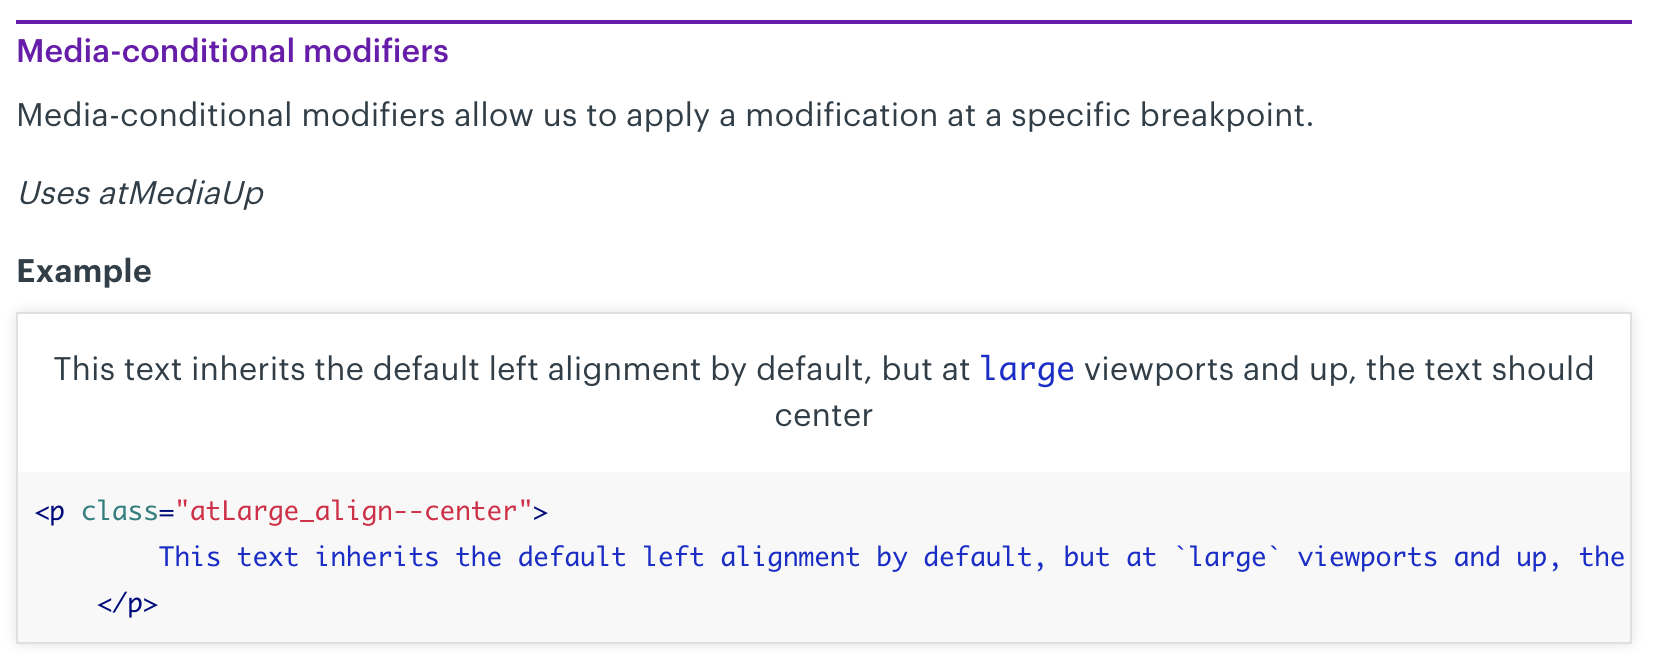 Media-conditional modifiers
Media-conditional modifiers allow us to apply a modification at a specific breakpoint.
Uses atMediaUp
Example
This text inherits the default left alignment by default, but at large viewports and up, the text should
center
<p class="atLarge_align--center">
This text inherits the default left alignment by default, but at `large` viewports and up, the
</p>